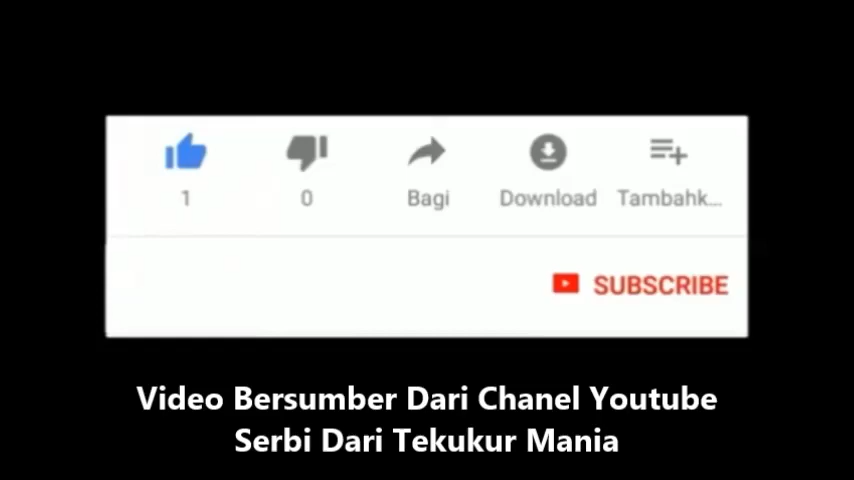 1 0 Bagi Download Tambahk...
SUBSCRIBE
Video Bersumber Dari Chanel Youtube
Serbi Dari Tekukur Mania